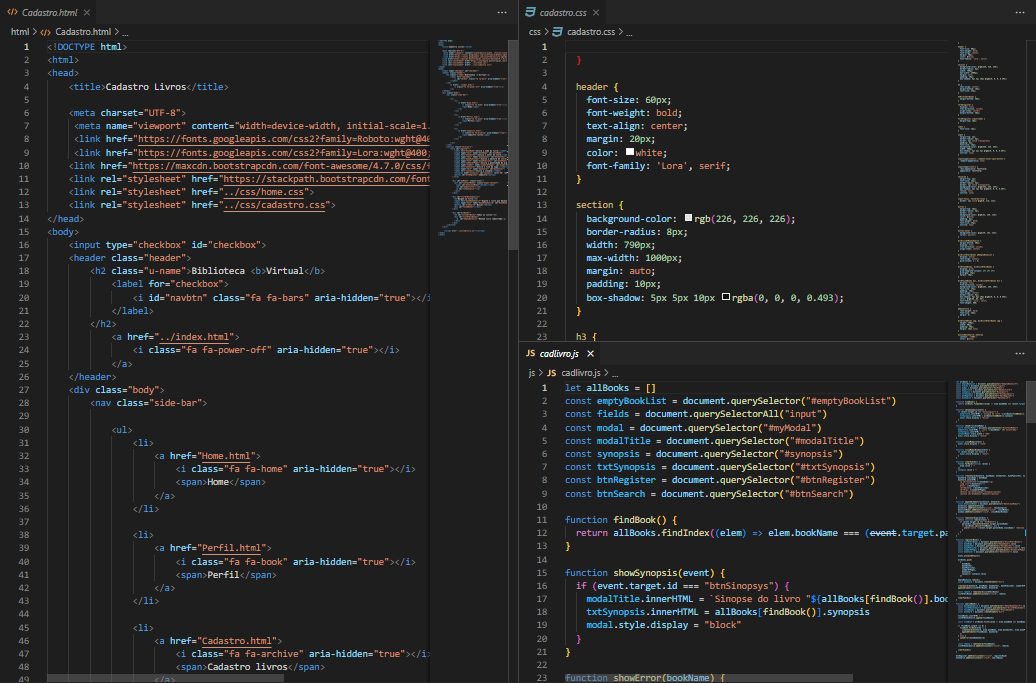 Cadastro.html
html > Cadastro.html > ...
1 <!DOCTYPE html>
2 <html>
3 <head>
4 <title>Cadastro Livros</title>
5
6 <meta charset="UTF-8">
7 <meta name="viewport" content="width=device-width, initial-scale=1.
8 <link href="https://fonts.googleapis.com/css2?family=Roboto:wght@40
9 <link href="https://fonts.googleapis.com/css2?family=Lora:wght@400;
10 <link href="https://maxcdn.bootstrapcdn.com/font-awesome/4.7.0/css/f
11 <link rel="stylesheet" href="https://stackpath.bootstrapcdn.com/font
12 <link rel="stylesheet" href="../css/home.css">
13 <link rel="stylesheet" href="../css/cadastro.css">
14 </head>
15 <body>
16 <input type="checkbox" id="checkbox">
17 <header class="header">
18 <h2 class="u-name">Biblioteca <b>Virtual</b>
19 <label for="checkbox">
20 <i id="navbtn" class="fa fa-bars" aria-hidden="true"></i
21 </label>
22 </h2>
23 <a href="../index.html">
24 <i class="fa fa-power-off" aria-hidden="true"></i>
25 </a>
26 </header>
27 <div class="body">
28 <nav class="side-bar">
29
30 <ul>
31 <li>
32 <a href="Home.html">
33 <i class="fa fa-home" aria-hidden="true"></i>
34 <span>Home</span>
35 </a>
36 </li>
37
38 <li>
39 <a href="Perfil.html">
40 <i class="fa fa-book" aria-hidden="true"></i>
41 <span>Perfil</span>
42 </a>
43 </li>
44
45 <li>
46 <a href="Cadastro.html">
47 <i class="fa fa-archive" aria-hidden="true"></i
48 <span>Cadastro livros</span>
49 </a>
cadastro.css
css > cadastro.css > ...
1
2 }
3
4 header {
5 font-size: 60px;
6 font-weight: bold;
7 text-align: center;
8 margin: 20px;
9 color: white;
10 font-family: 'Lora', serif;
11 }
12
13 section {
14 background-color: rgb(226, 226, 226);
15 border-radius: 8px;
16 width: 790px;
17 max-width: 1000px;
18 margin: auto;
19 padding: 10px;
20 box-shadow: 5px 5px 10px rgba(0, 0, 0, 0.493);
21 }
22
23 h3 {
JS cadlivro.js
js > JS cadlivro.js > ...
1 let allBooks = []
2 const emptyBookList = document.querySelector("#emptyBookList")
3 const fields = document.querySelectorAll("input")
4 const modal = document.querySelector("#myModal")
5 const modalTitle = document.querySelector("#modalTitle")
6 const synopsis = document.querySelector("#synopsis")
7 const txtSynopsis = document.querySelector("#txtSynopsis")
8 const btnRegister = document.querySelector("#btnRegister")
9 const btnSearch = document.querySelector("#btnSearch")
10
11 function findBook() {
12 return allBooks.findIndex((elem) => elem.bookName === (event.target.pa
13 }
14
15 function showSynopsis(event) {
16 if (event.target.id === "btnSinopsys") {
17 modalTitle.innerHTML = `Sinopse do livro "${allBooks[findBook()].boo
18 txtSynopsis.innerHTML = allBooks[findBook()].synopsis
19 modal.style.display = "block"
20 }
21 }
22
23 function showError(bookName) {